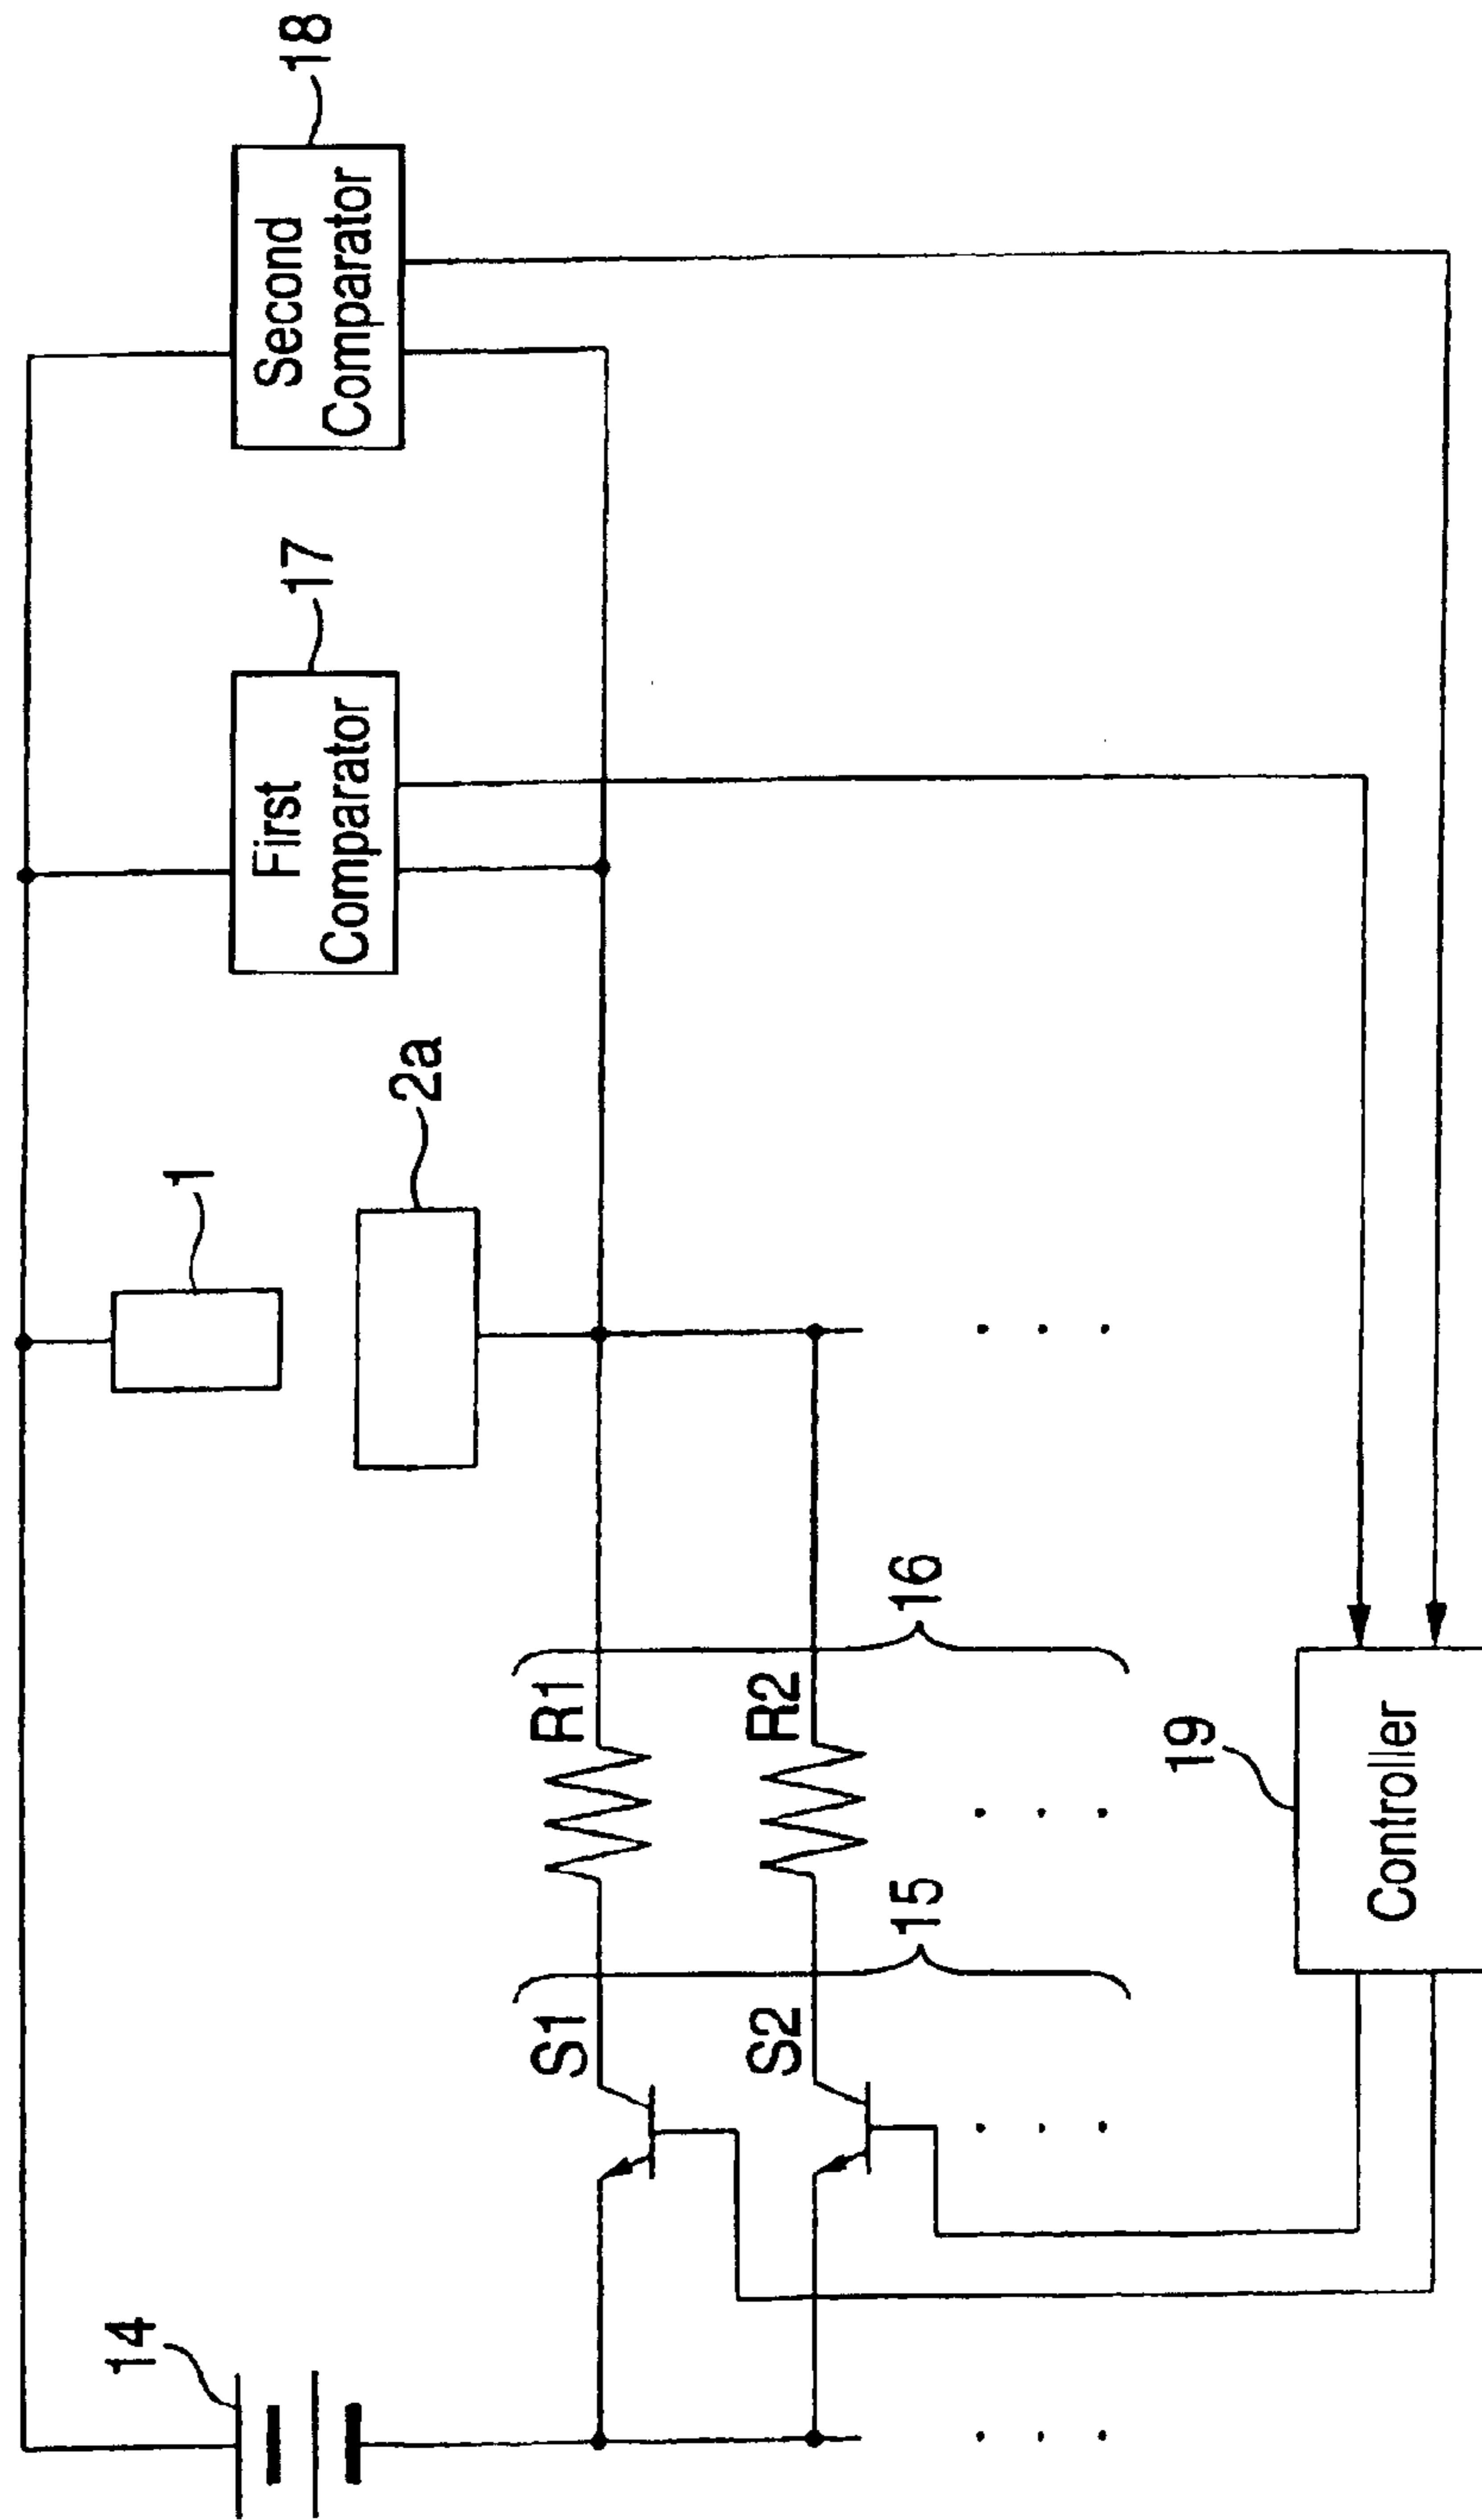 14
1
2a
First
Comparator
17
Second
Comparator
18
S1
R1
S2
R2
15
16
19
Controller